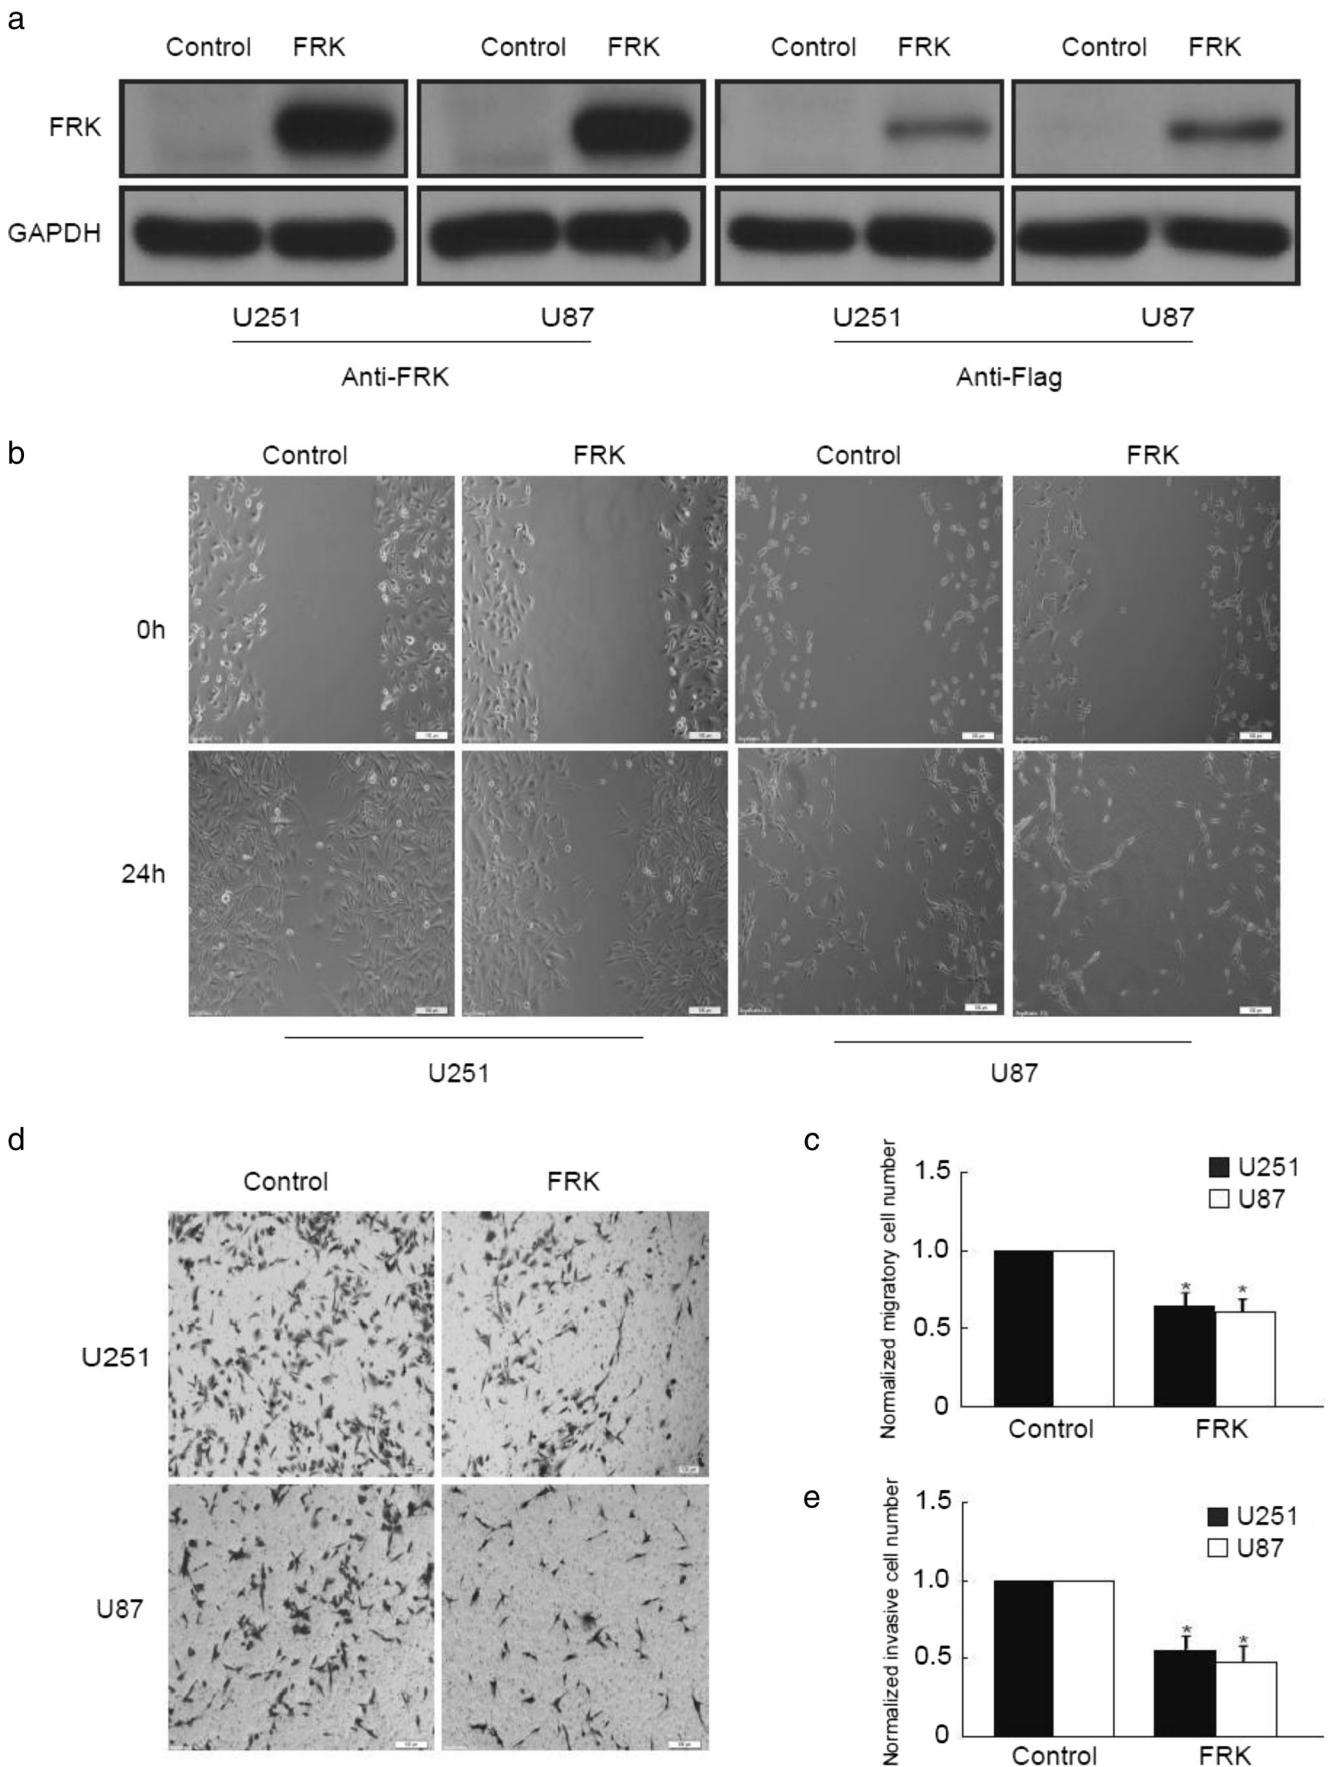 a
Control FRK Control FRK Control FRK Control FRK
FRK
GAPDH
U251 U87 U251 U87
Anti-FRK Anti-Flag
b
Control FRK Control FRK
0h
24h
U251 U87
d
Control FRK
U251
U87
c
Normalized migratory cell number
1.5
1.0
0.5
0
U251
U87
* *
Control FRK
e
Normalized invasive cell number
1.5
1.0
0.5
0
U251
U87
* *
Control FRK